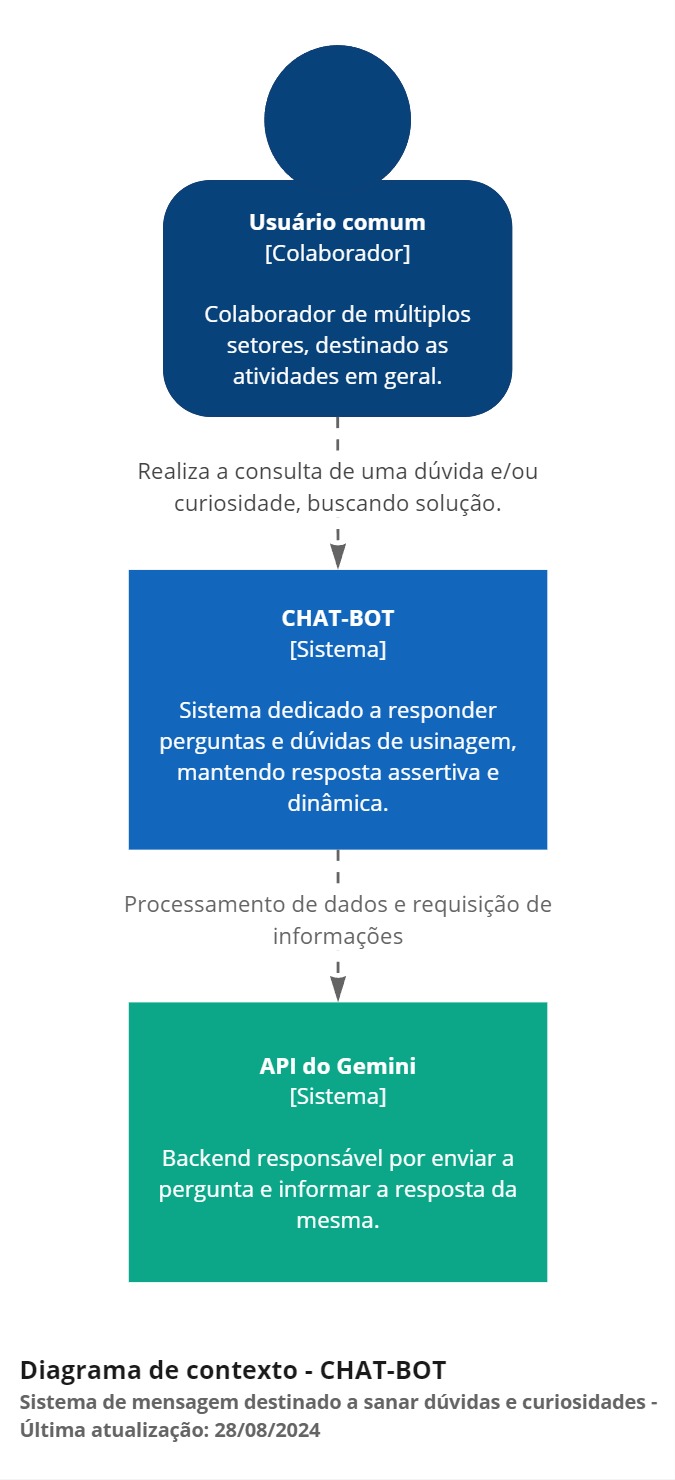 Usuário comum
[Colaborador]
Colaborador de múltiplos
setores, destinado as
atividades em geral.
Realiza a consulta de uma dúvida e/ou
curiosidade, buscando solução.
CHAT-BOT
[Sistema]
Sistema dedicado a responder
perguntas e dúvidas de usinagem,
mantendo resposta assertiva e
dinâmica.
Processamento de dados e requisição de
informações
API do Gemini
[Sistema]
Backend responsável por enviar a
pergunta e informar a resposta da
mesma.
Diagrama de contexto - CHAT-BOT
Sistema de mensagem destinado a sanar dúvidas e curiosidades -
Última atualização: 28/08/2024